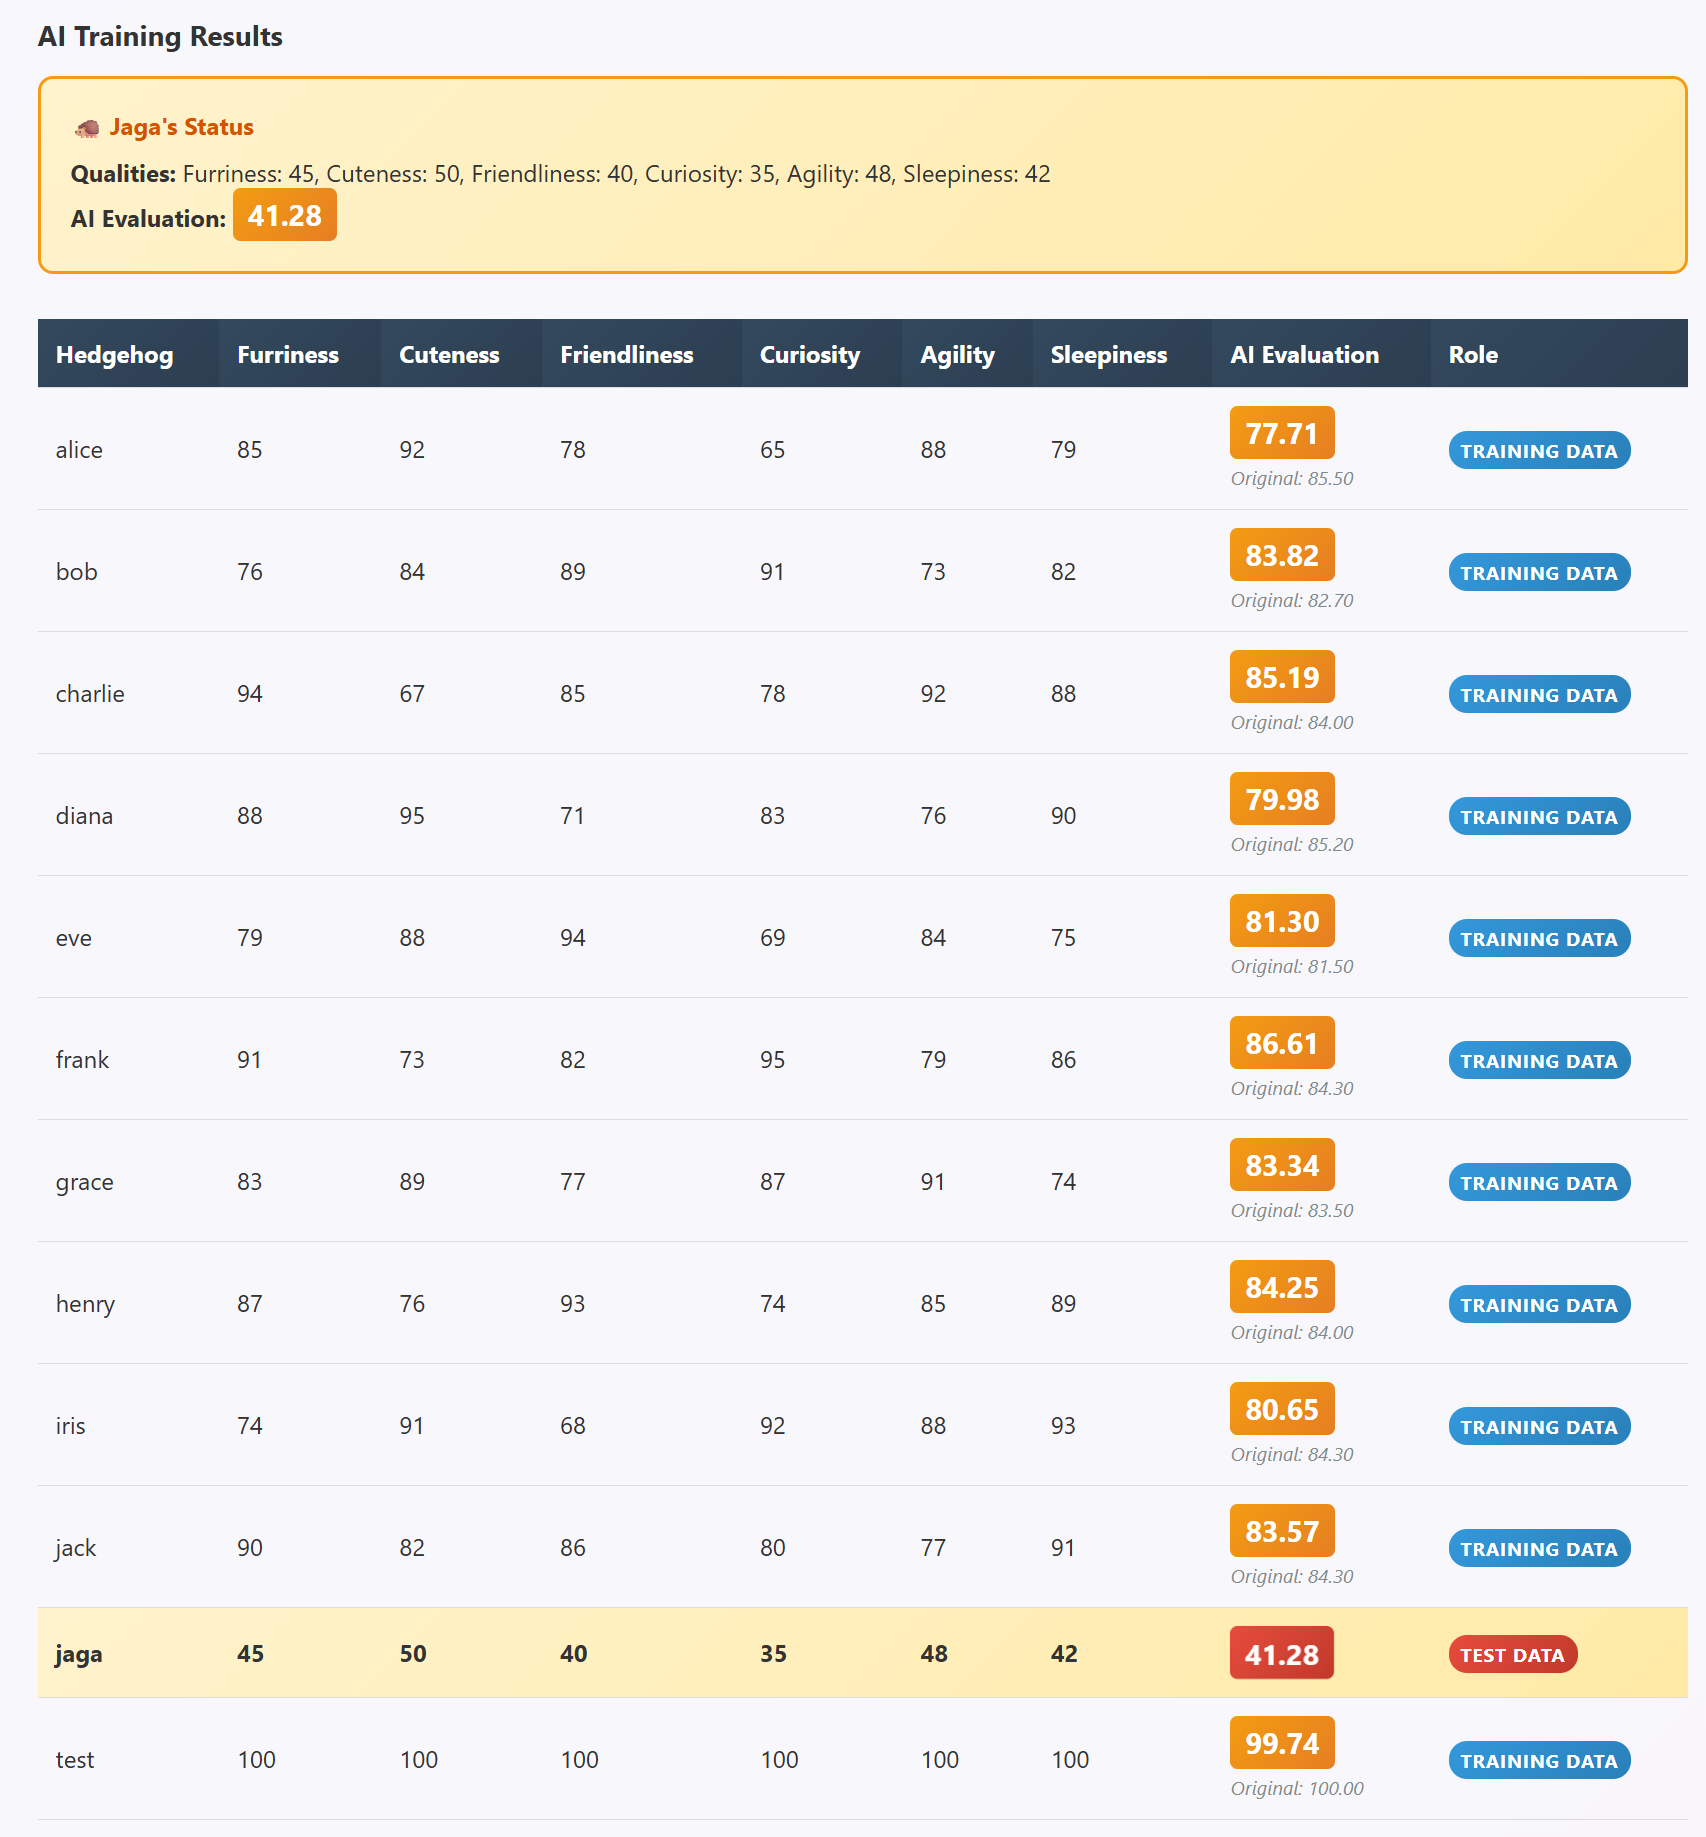 AI Training Results
Jaga's Status
Qualities: Furriness: 45, Cuteness: 50, Friendliness: 40, Curiosity: 35, Agility: 48, Sleepiness: 42
AI Evaluation: 41.28
Hedgehog Furriness Cuteness Friendliness Curiosity Agility Sleepiness AI Evaluation Role
alice 85 92 78 65 88 79 77.71 TRAINING DATA
Original: 85.50
bob 76 84 89 91 73 82 83.82 TRAINING DATA
Original: 82.70
charlie 94 67 85 78 92 88 85.19 TRAINING DATA
Original: 84.00
diana 88 95 71 83 76 90 79.98 TRAINING DATA
Original: 85.20
eve 79 88 94 69 84 75 81.30 TRAINING DATA
Original: 81.50
frank 91 73 82 95 79 86 86.61 TRAINING DATA
Original: 84.30
grace 83 89 77 87 91 74 83.34 TRAINING DATA
Original: 83.50
henry 87 76 93 74 85 89 84.25 TRAINING DATA
Original: 84.00
iris 74 91 68 92 88 93 80.65 TRAINING DATA
Original: 84.30
jack 90 82 86 80 77 91 83.57 TRAINING DATA
Original: 84.30
jaga 45 50 40 35 48 42 41.28 TEST DATA
test 100 100 100 100 100 100 99.74 TRAINING DATA
Original: 100.00